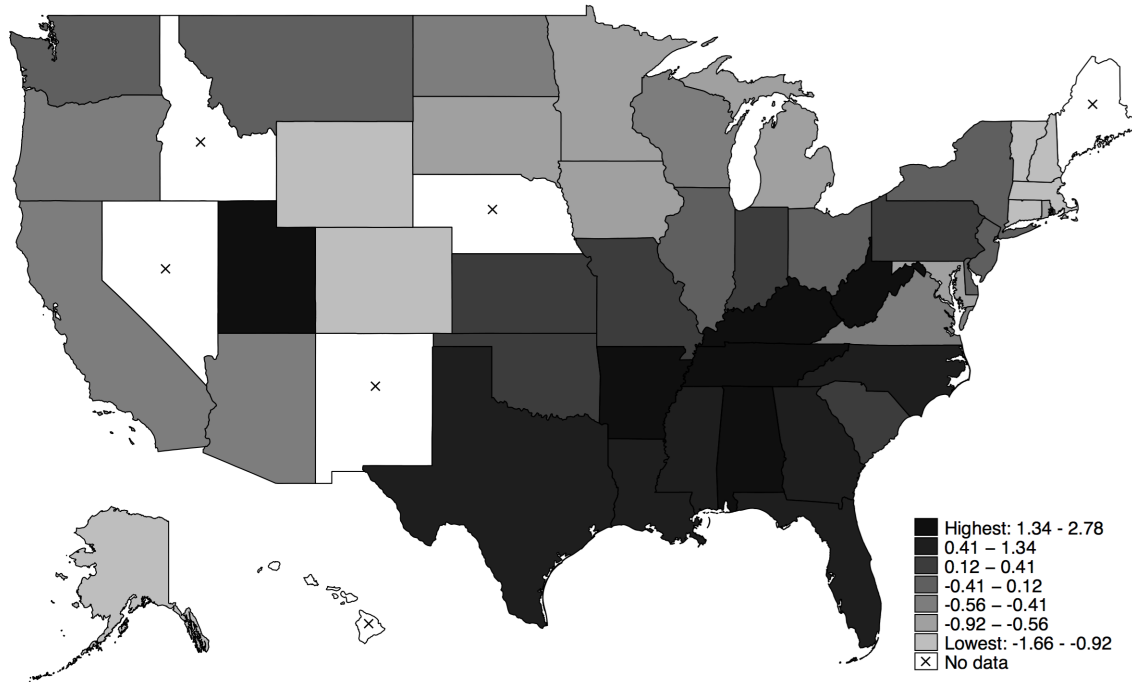 Highest: 1.34 - 2.78
0.41 – 1.34
0.12 – 0.41
-0.41 – 0.12
-0.56 – -0.41
-0.92 – -0.56
Lowest: -1.66 - -0.92
No data